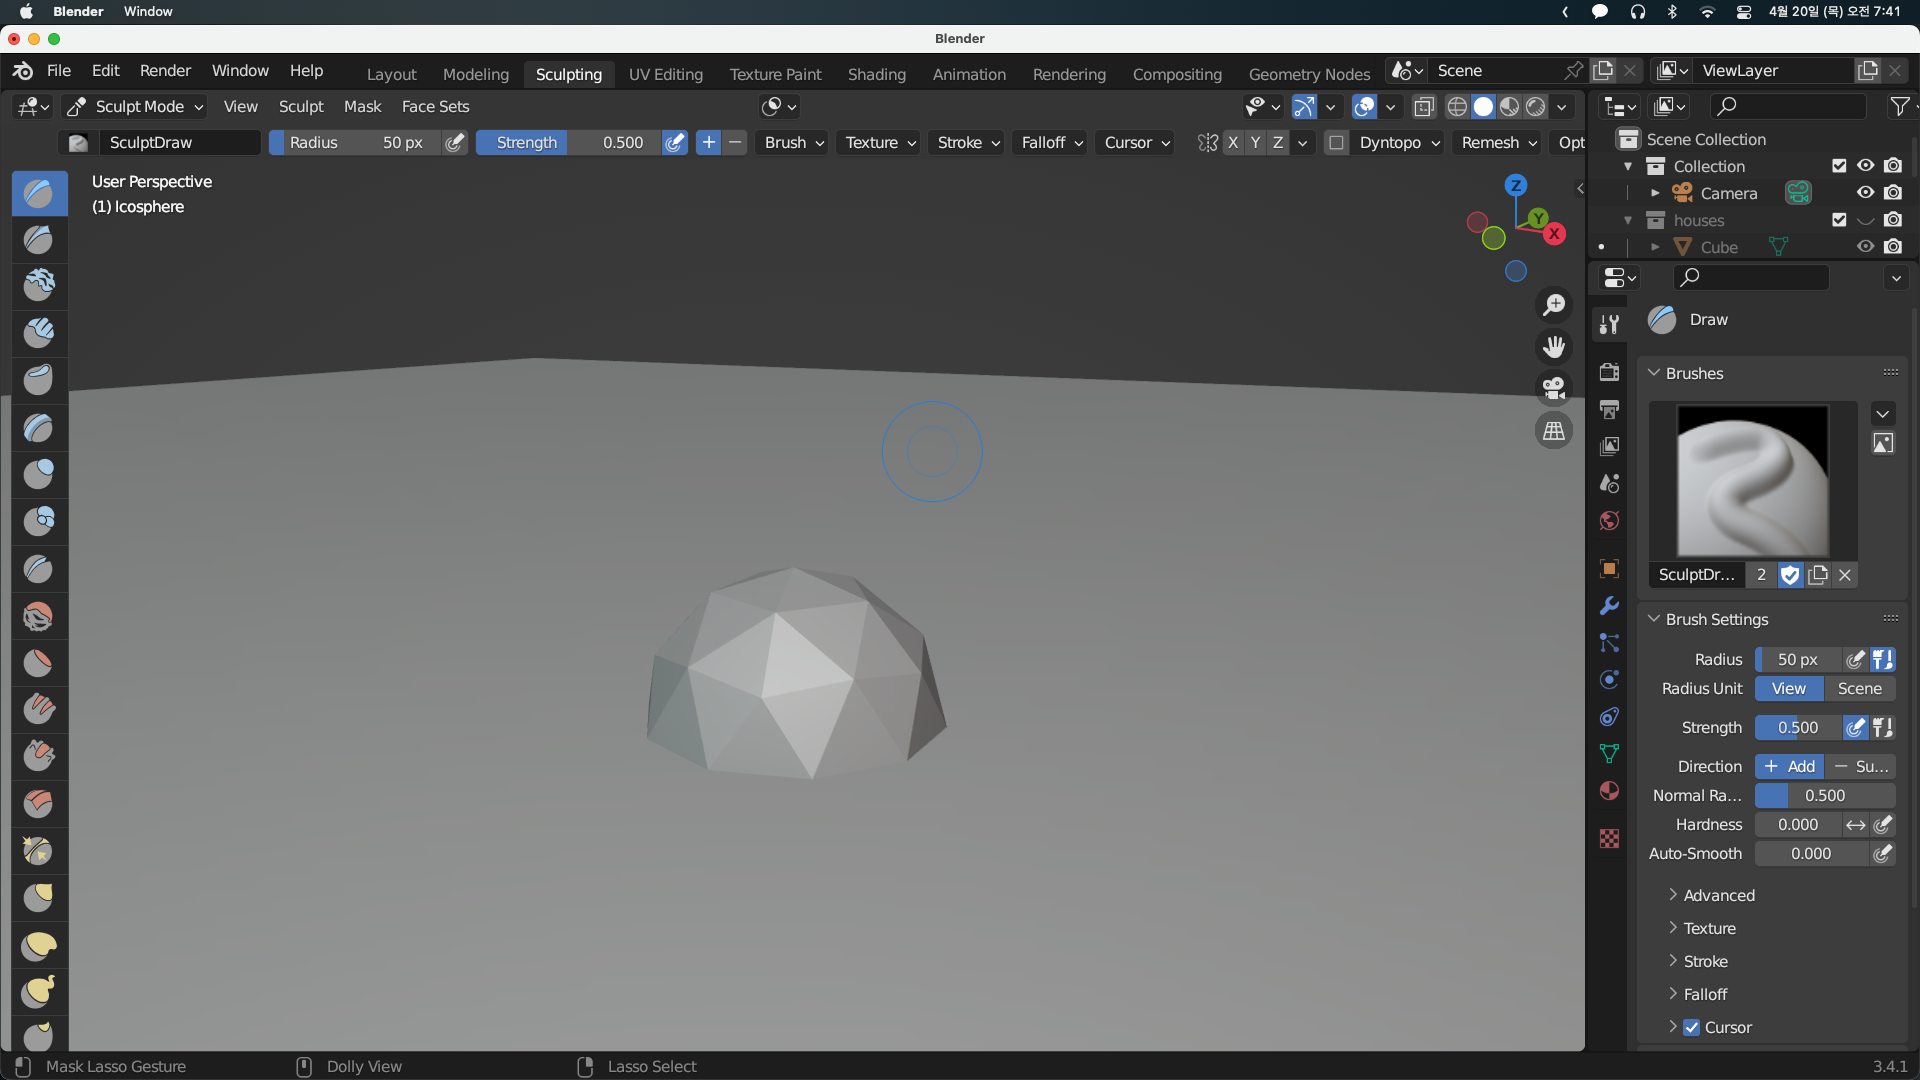 Blender Window 4월 20일 (목) 오전 7:41
Blender
File Edit Render Window Help Layout Modeling Sculpting UV Editing Texture Paint Shading Animation Rendering Compositing Geometry Nodes Scene ViewLayer
Sculpt Mode View Sculpt Mask Face Sets
SculptDraw Radius 50 px Strength 0.500 + − Brush Texture Stroke Falloff Cursor X Y Z Dyntopo Remesh Opt
User Perspective
(1) Icosphere
Z
Y
X
Scene Collection
Collection
Camera
houses
Cube
Draw
Brushes
SculptDr... 2
Brush Settings
Radius 50 px
Radius Unit View Scene
Strength 0.500
Direction + Add − Su...
Normal Ra... 0.500
Hardness 0.000
Auto-Smooth 0.000
Advanced
Texture
Stroke
Falloff
Cursor
Mask Lasso Gesture Dolly View Lasso Select 3.4.1